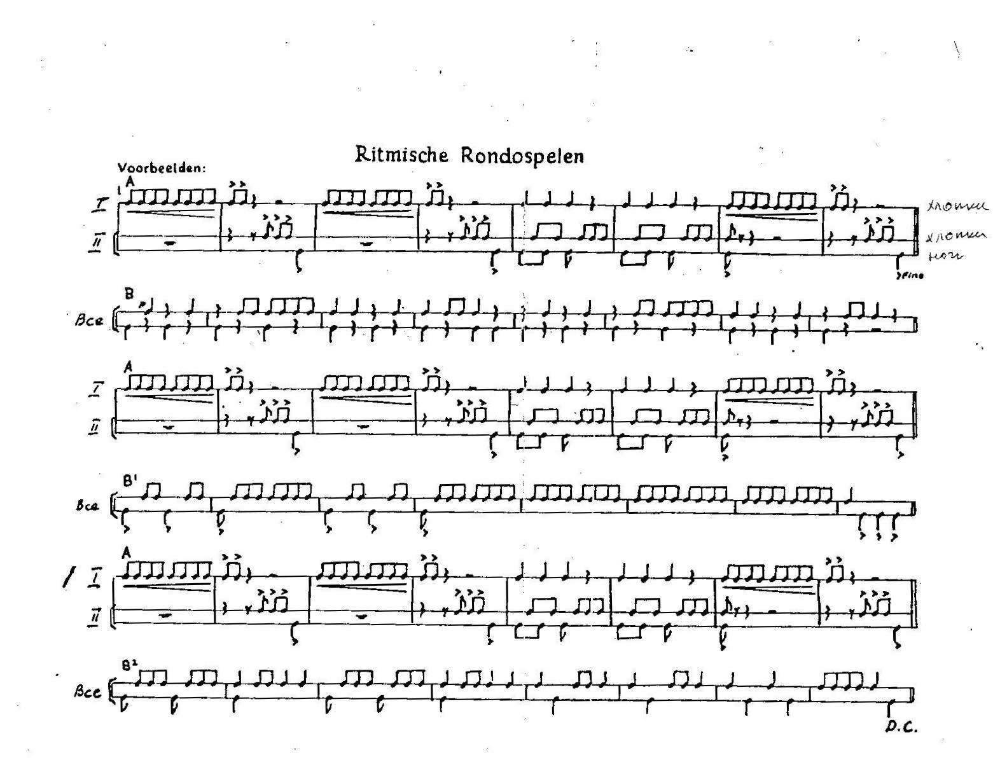 Ritmische Rondospelen
Voorbeelden:
1 A
I хлопки
II хлопки
ноги
Fine
B
Все
A
I
II
B¹
Все
A
I
II
B²
Все
D.C.